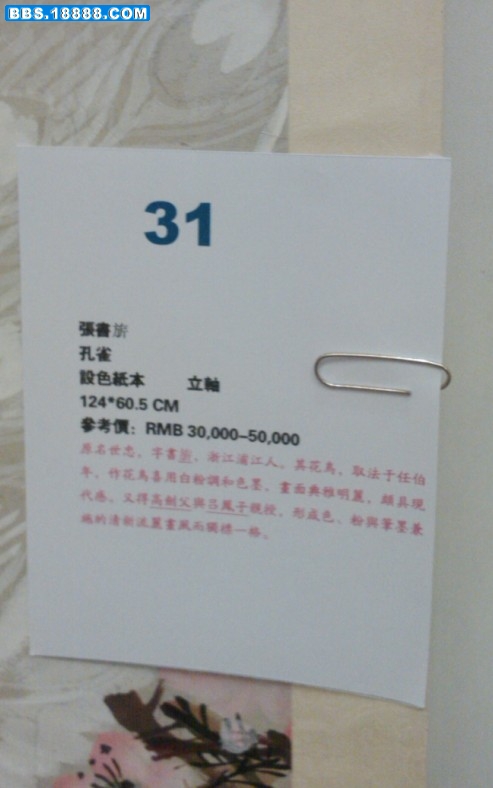 BBS.18888.COM
31
張書旂
孔雀
設色紙本 立軸
124*60.5 CM
參考價: RMB 30,000–50,000
原名世忠，字書旂，浙江浦江人。其花鳥，取法于任伯
年，作花鳥喜用白粉調和色墨，畫面典雅明麗，頗具現
代感。又得高劍父與呂鳳子親授，形成色、粉與筆墨兼
施的清新流麗畫風而獨標一格。